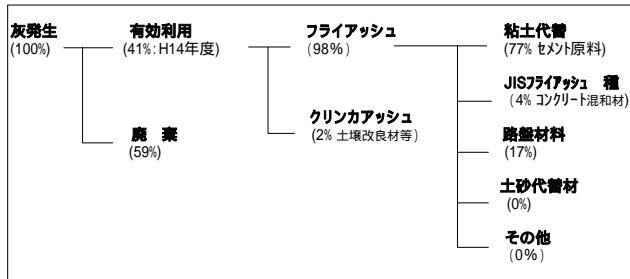 灰発生
(100%)
有効利用
(41%:H14年度)
廃 棄
(59%)
フライアッシュ
(98%)
クリンカアッシュ
(2% 土壌改良材等)
粘土代替
(77% セメント原料)
JISフライアッシュ 種
(4% コンクリート混和材)
路盤材料
(17%)
土砂代替材
(0%)
その他
(0%)